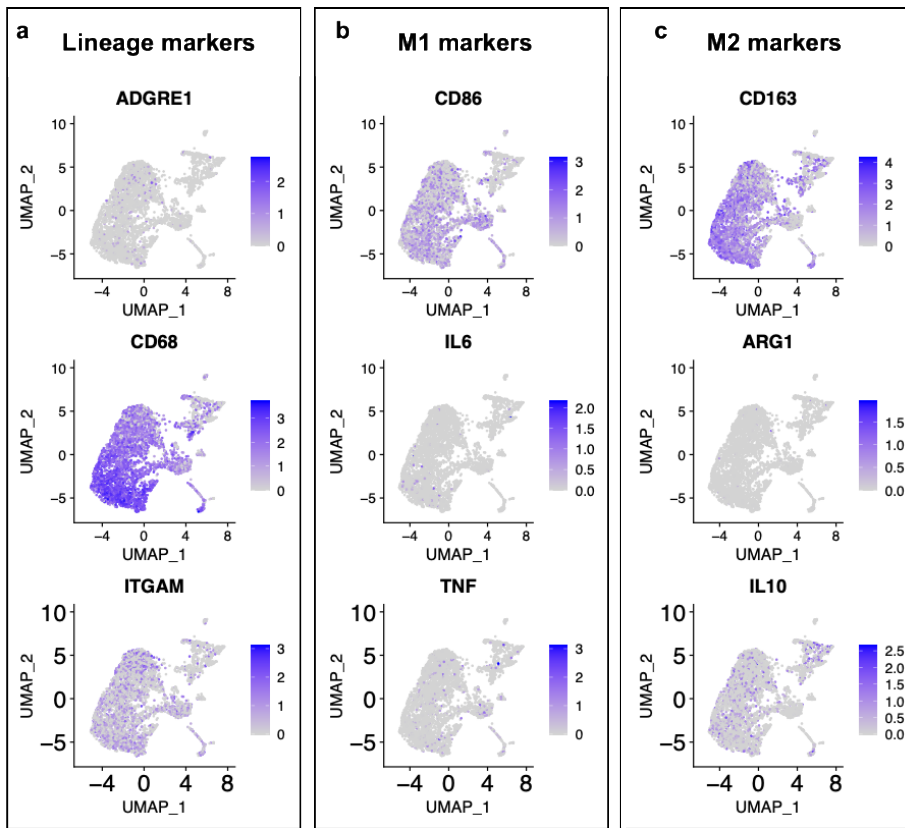 a
Lineage markers
ADGRE1
10
5
0
−5
UMAP_2
−4 0 4 8
UMAP_1
2
1
0
CD68
10
5
0
−5
UMAP_2
−4 0 4 8
UMAP_1
3
2
1
0
ITGAM
10
5
0
−5
UMAP_2
−4 0 4 8
UMAP_1
3
2
1
0
b
M1 markers
CD86
10
5
0
−5
UMAP_2
−4 0 4 8
UMAP_1
3
2
1
0
IL6
10
5
0
−5
UMAP_2
−4 0 4 8
UMAP_1
2.0
1.5
1.0
0.5
0.0
TNF
10
5
0
−5
UMAP_2
−4 0 4 8
UMAP_1
3
2
1
0
c
M2 markers
CD163
10
5
0
−5
UMAP_2
−4 0 4 8
UMAP_1
4
3
2
1
0
ARG1
10
5
0
−5
UMAP_2
−4 0 4 8
UMAP_1
1.5
1.0
0.5
0.0
IL10
10
5
0
−5
UMAP_2
−4 0 4 8
UMAP_1
2.5
2.0
1.5
1.0
0.5
0.0